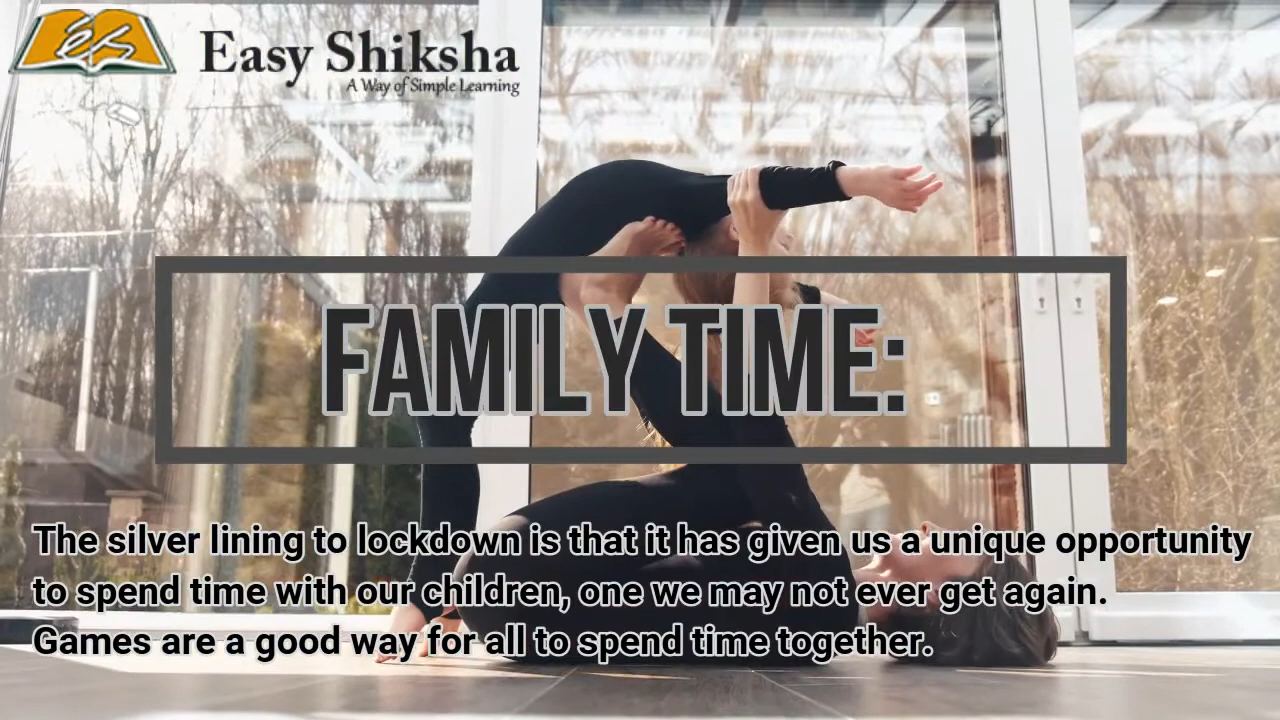 Easy Shiksha
A Way of Simple Learning
FAMILY TIME:
The silver lining to lockdown is that it has given us a unique opportunity
to spend time with our children, one we may not ever get again.
Games are a good way for all to spend time together.